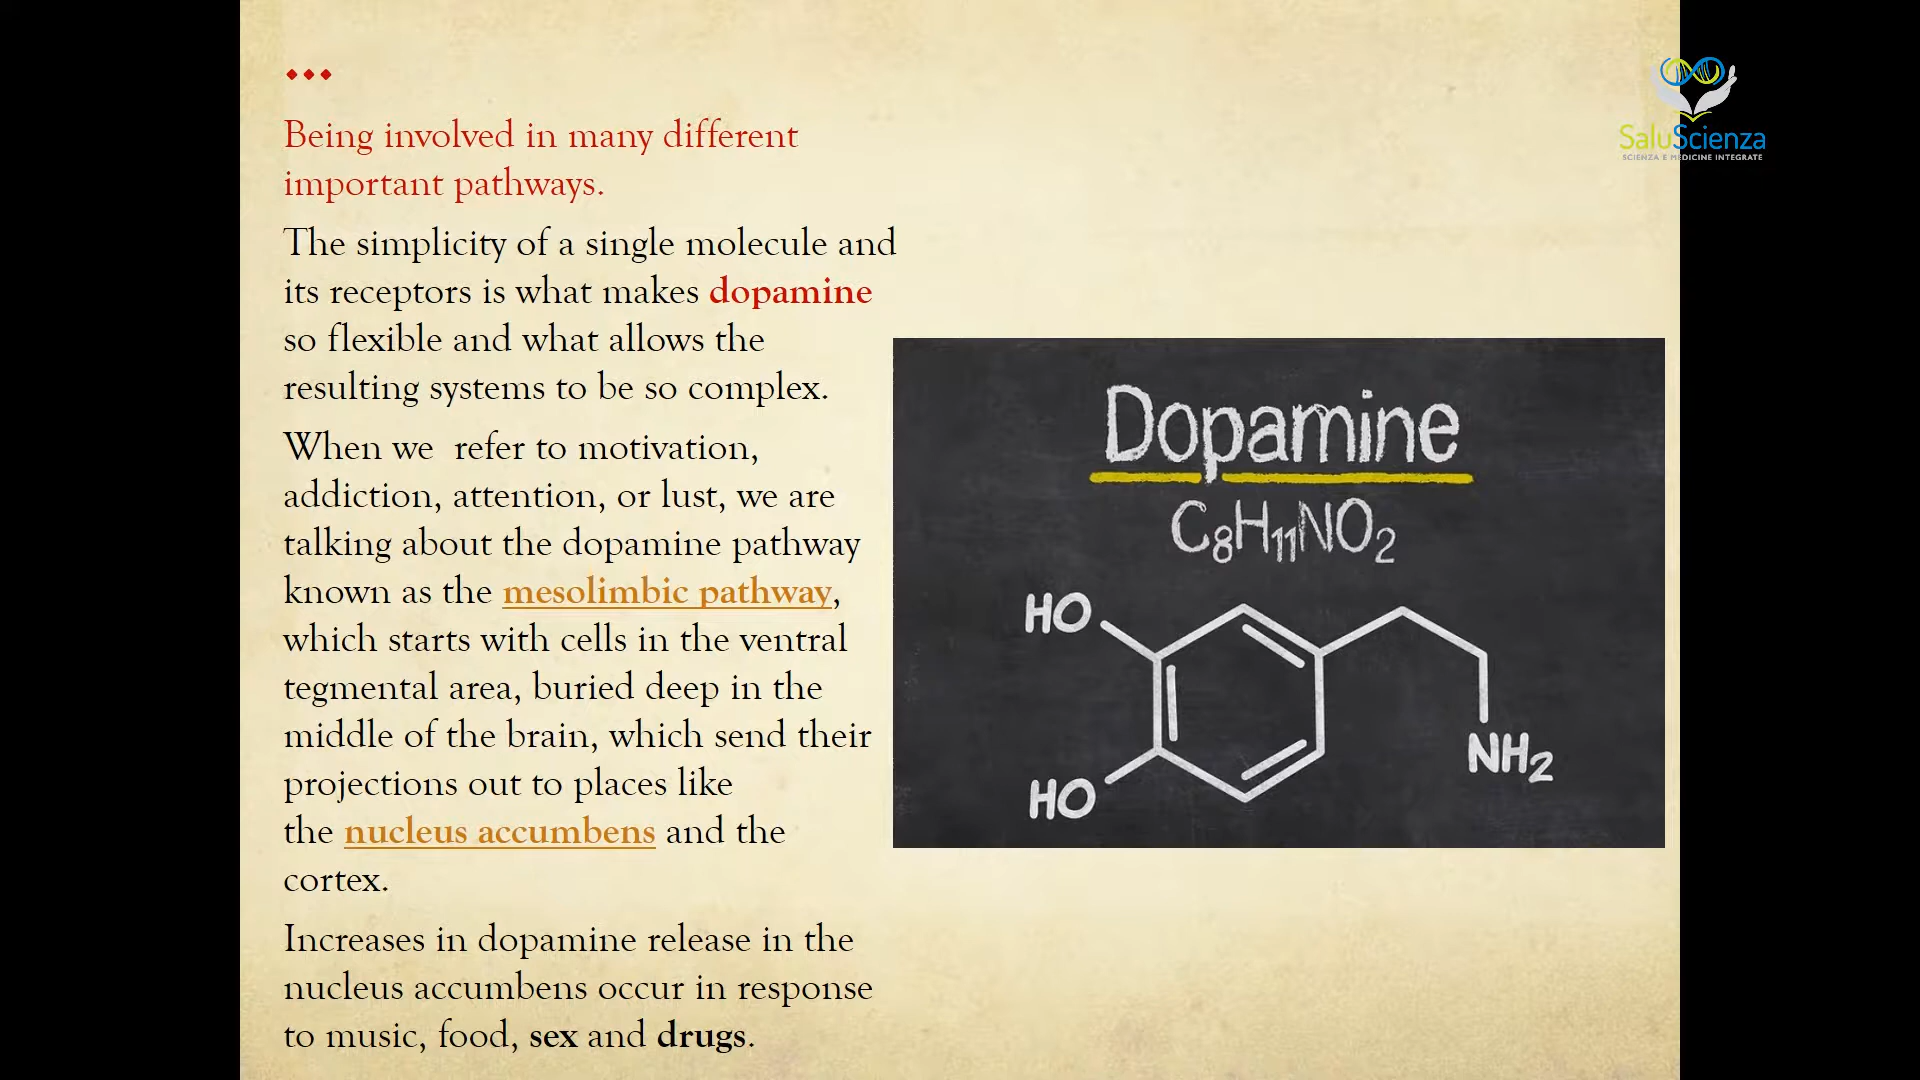 ...
Being involved in many different
important pathways.
The simplicity of a single molecule and
its receptors is what makes dopamine
so flexible and what allows the
resulting systems to be so complex.
When we  refer to motivation,
addiction, attention, or lust, we are
talking about the dopamine pathway
known as the mesolimbic pathway,
which starts with cells in the ventral
tegmental area, buried deep in the
middle of the brain, which send their
projections out to places like
the nucleus accumbens and the
cortex.
Increases in dopamine release in the
nucleus accumbens occur in response
to music, food, sex and drugs.
SaluScienza
SCIENZA E MEDICINE INTEGRATE
Dopamine
C₈H₁₁NO₂
HO
HO
NH₂